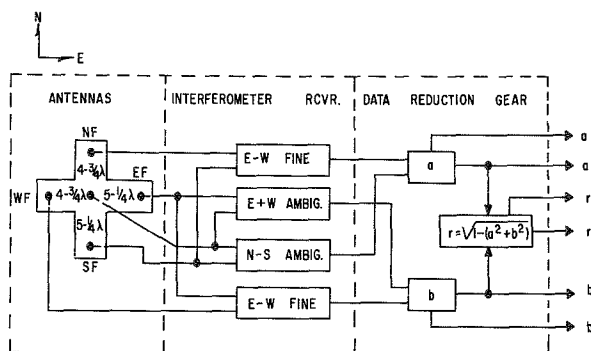 N
E
ANTENNAS
INTERFEROMETER RCVR.
DATA REDUCTION GEAR
NF
4-3/4λ
EF
WF
4-3/4λ
5-1/4λ
5-1/4λ
SF
E-W FINE
E+W AMBIG.
N-S AMBIG.
E-W FINE
a
b
r=√1-(a²+b²)
a
a
r
r
b
b